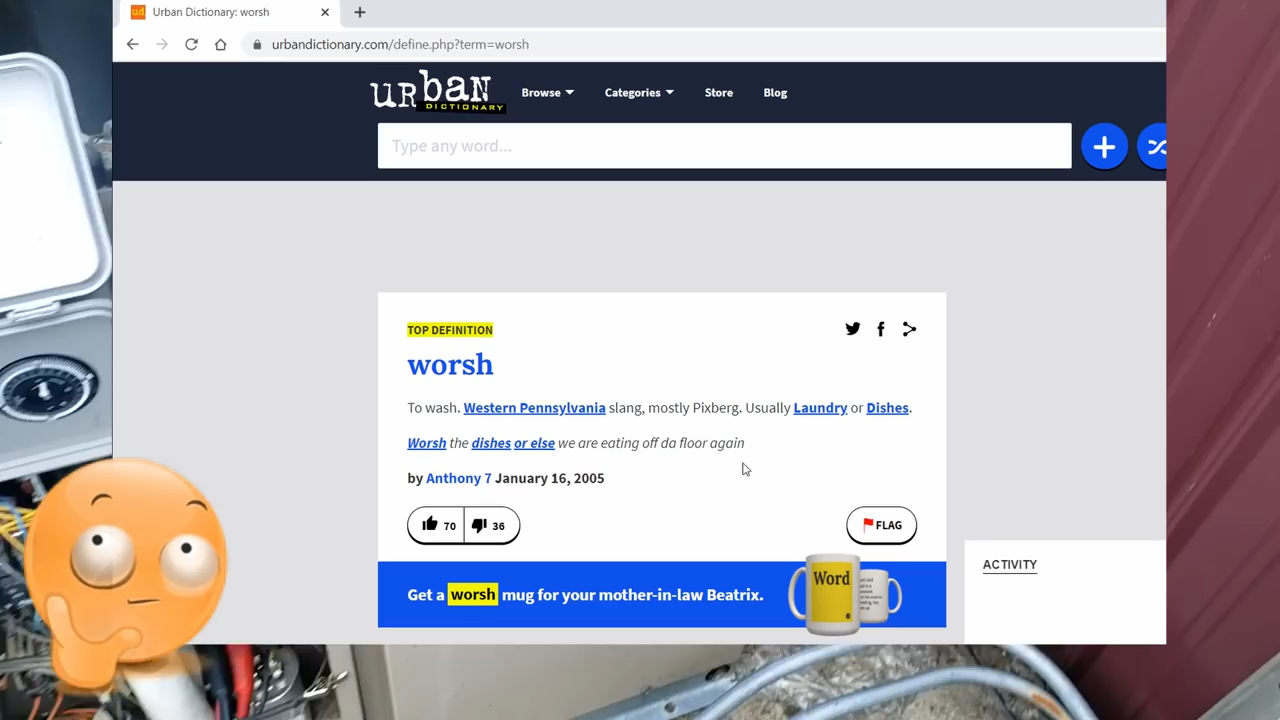 ud Urban Dictionary: worsh
urbandictionary.com/define.php?term=worsh
URBAN DICTIONARY Browse Categories Store Blog
Type any word...
TOP DEFINITION
worsh
To wash. Western Pennsylvania slang, mostly Pixberg. Usually Laundry or Dishes.
Worsh the dishes or else we are eating off da floor again
by Anthony 7 January 16, 2005
70 36 FLAG
Get a worsh mug for your mother-in-law Beatrix.
Word
ACTIVITY